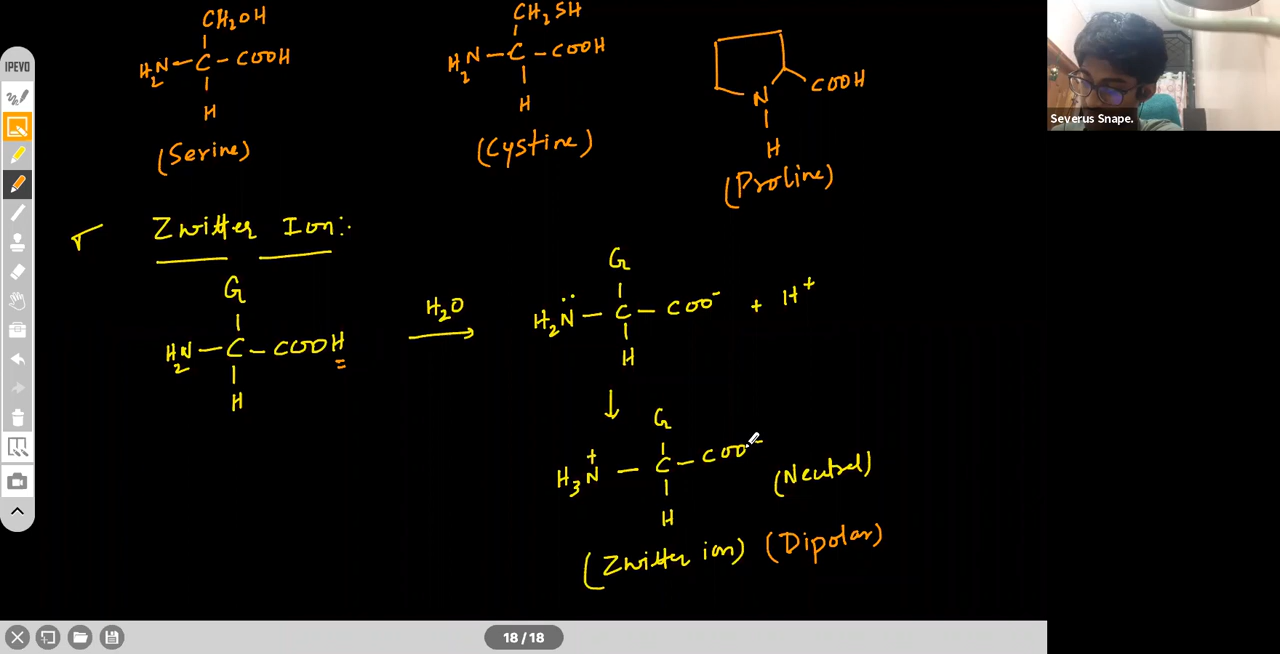 IPEVO
CH2OH
H2N-C-COOH
H
(Serine)
CH2SH
H2N-C-COOH
H
(Cystine)
N
COOH
H
(Proline)
Severus Snape.
Zwitter Ion:
G
H2N-C-COOH
H
H2O
G
H2N̈-C-COO- + H+
H
G
H3N+-C-COO-
H
(Neutral)
(Zwitter ion) (Dipolar)
18 / 18